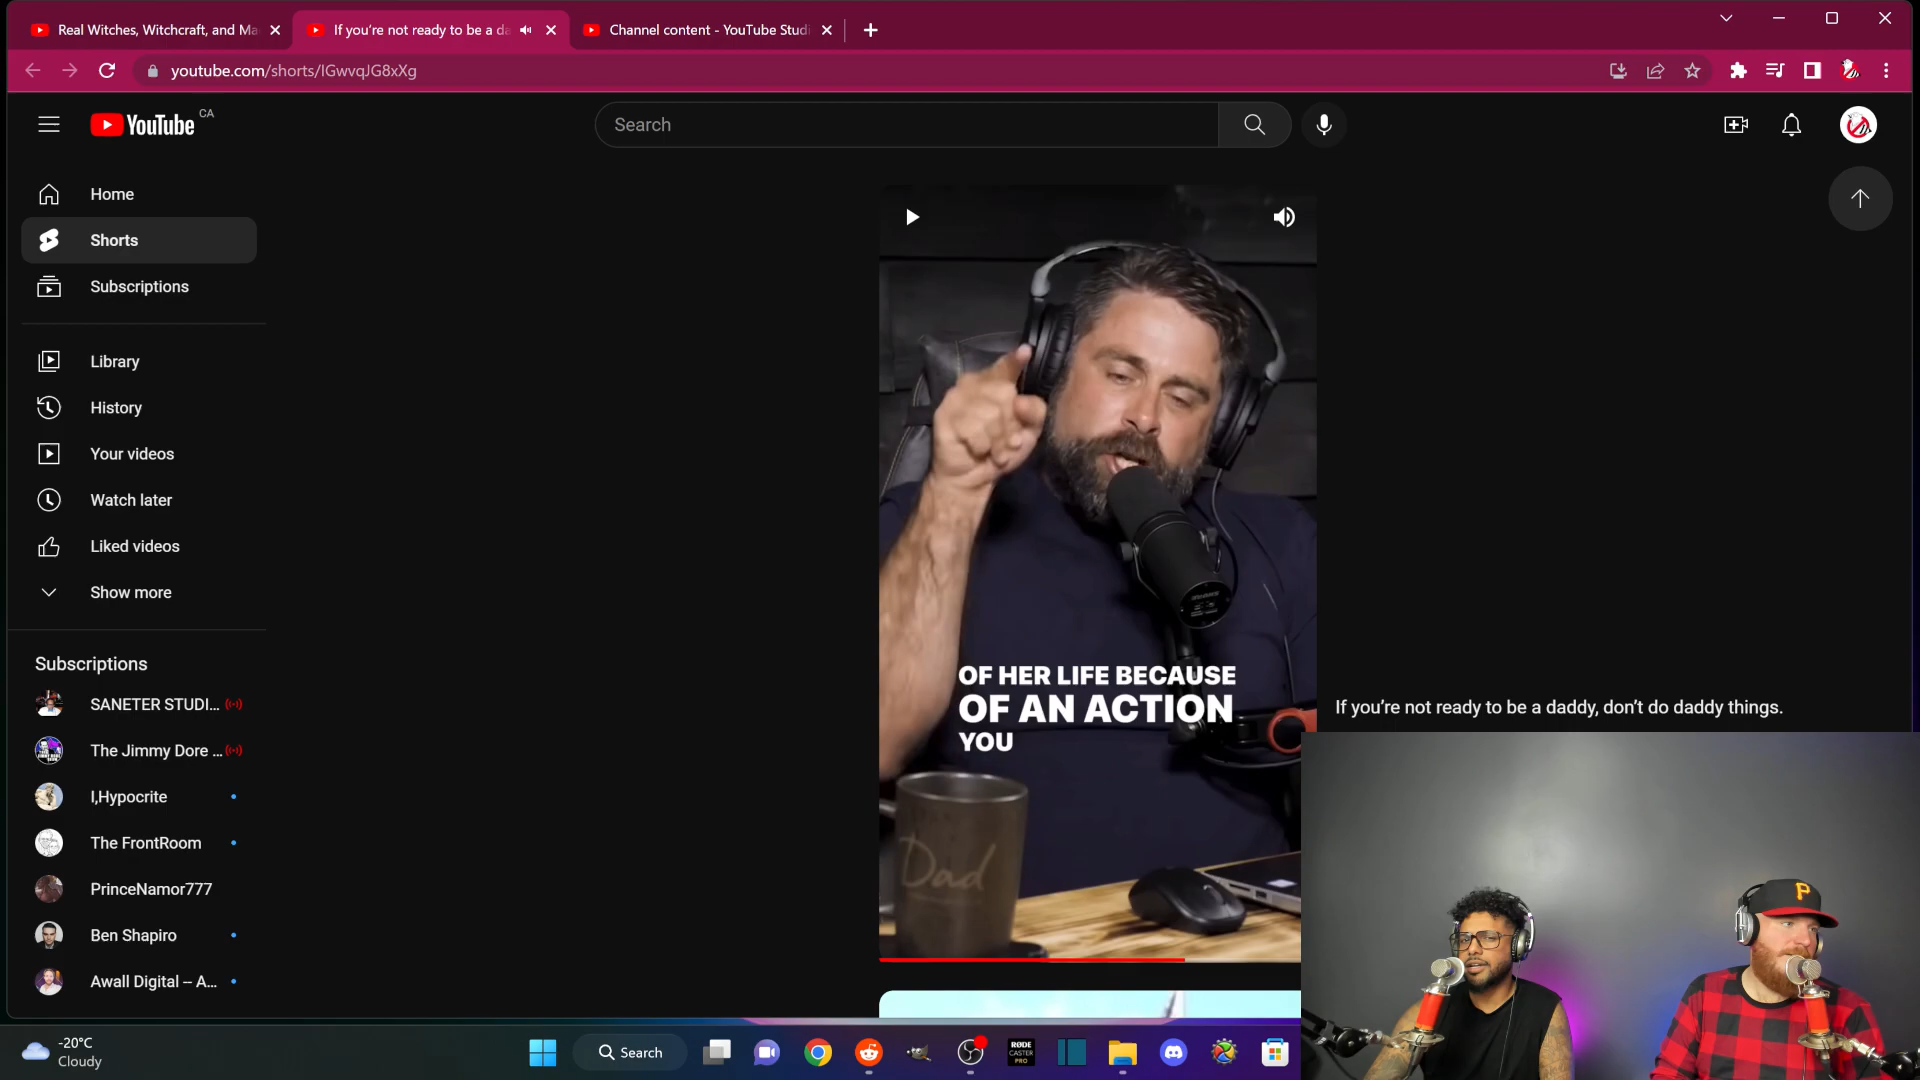 Real Witches, Witchcraft, and Ma
If you're not ready to be a da
Channel content - YouTube Studi
youtube.com/shorts/IGwvqJG8xXg
YouTube CA
Search
Home
Shorts
Subscriptions
Library
History
Your videos
Watch later
Liked videos
Show more
Subscriptions
SANETER STUDI...
The Jimmy Dore ...
I,Hypocrite
The FrontRoom
PrinceNamor777
Ben Shapiro
Awall Digital -- A...
OF HER LIFE BECAUSE
OF AN ACTION
YOU
Dad
If you're not ready to be a daddy, don't do daddy things.
P
-20°C
Cloudy
Search
RØDE
CASTER
PRO